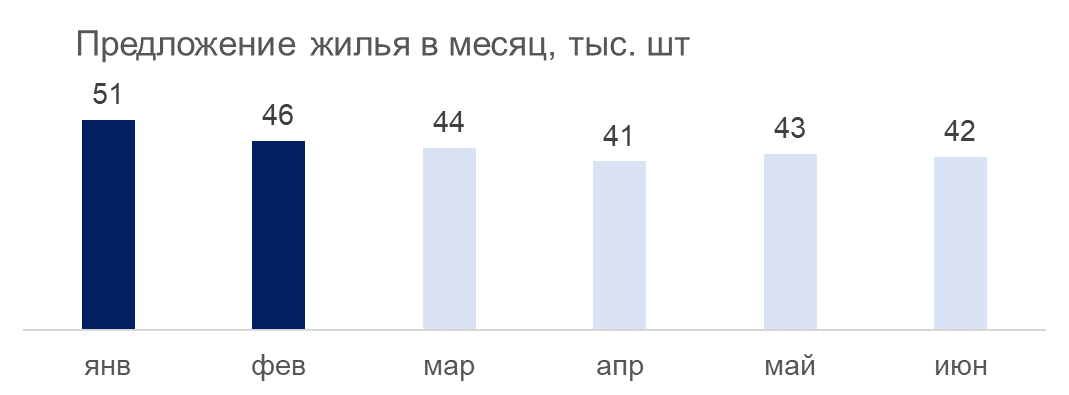 Предложение жилья в месяц, тыс. шт
51 46 44 41 43 42
янв фев мар апр май июн